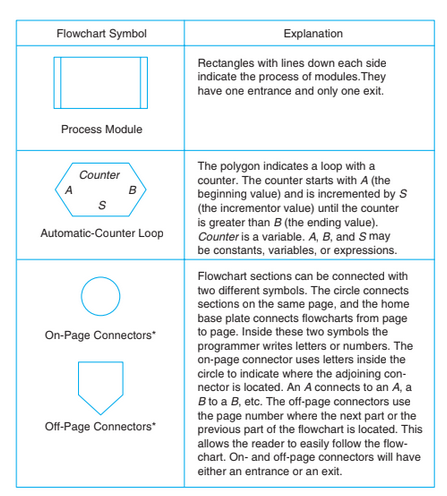 Flowchart Symbol
Explanation
Process Module
Rectangles with lines down each side
indicate the process of modules.They
have one entrance and only one exit.
Counter
A B
S
Automatic-Counter Loop
The polygon indicates a loop with a
counter. The counter starts with A (the
beginning value) and is incremented by S
(the incrementor value) until the counter
is greater than B (the ending value).
Counter is a variable. A, B, and S may
be constants, variables, or expressions.
On-Page Connectors*
Off-Page Connectors*
Flowchart sections can be connected with
two different symbols. The circle connects
sections on the same page, and the home
base plate connects flowcharts from page
to page. Inside these two symbols the
programmer writes letters or numbers. The
on-page connector uses letters inside the
circle to indicate where the adjoining con-
nector is located. An A connects to an A, a
B to a B, etc. The off-page connectors use
the page number where the next part or the
previous part of the flowchart is located. This
allows the reader to easily follow the flow-
chart. On- and off-page connectors will have
either an entrance or an exit.